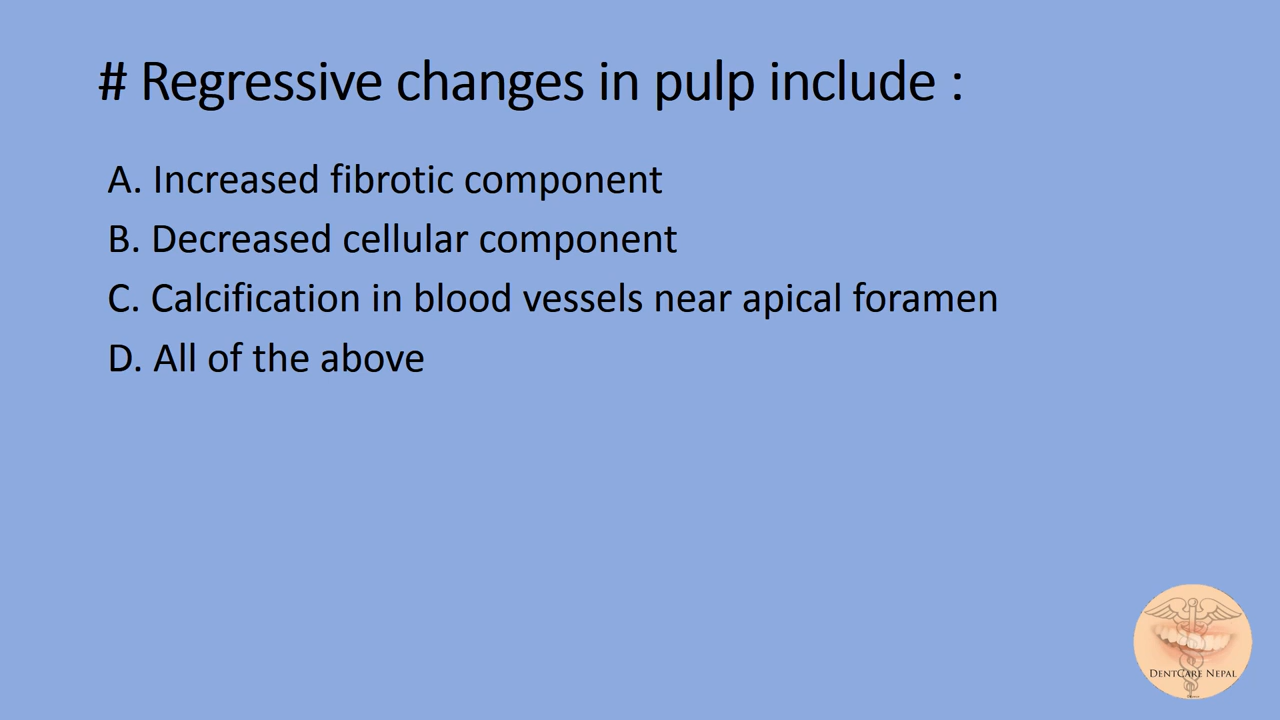 # Regressive changes in pulp include :
A. Increased fibrotic component
B. Decreased cellular component
C. Calcification in blood vessels near apical foramen
D. All of the above
DENTCARE NEPAL